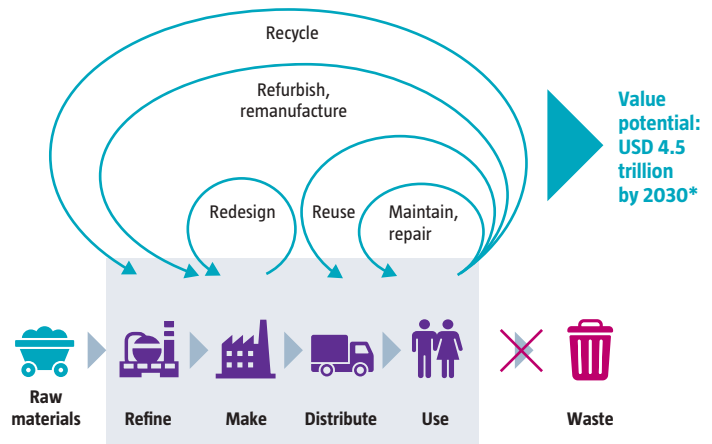 Recycle
Refurbish,
remanufacture
Redesign
Reuse
Maintain,
repair
Value
potential:
USD 4.5
trillion
by 2030*
Raw
materials
Refine
Make
Distribute
Use
Waste